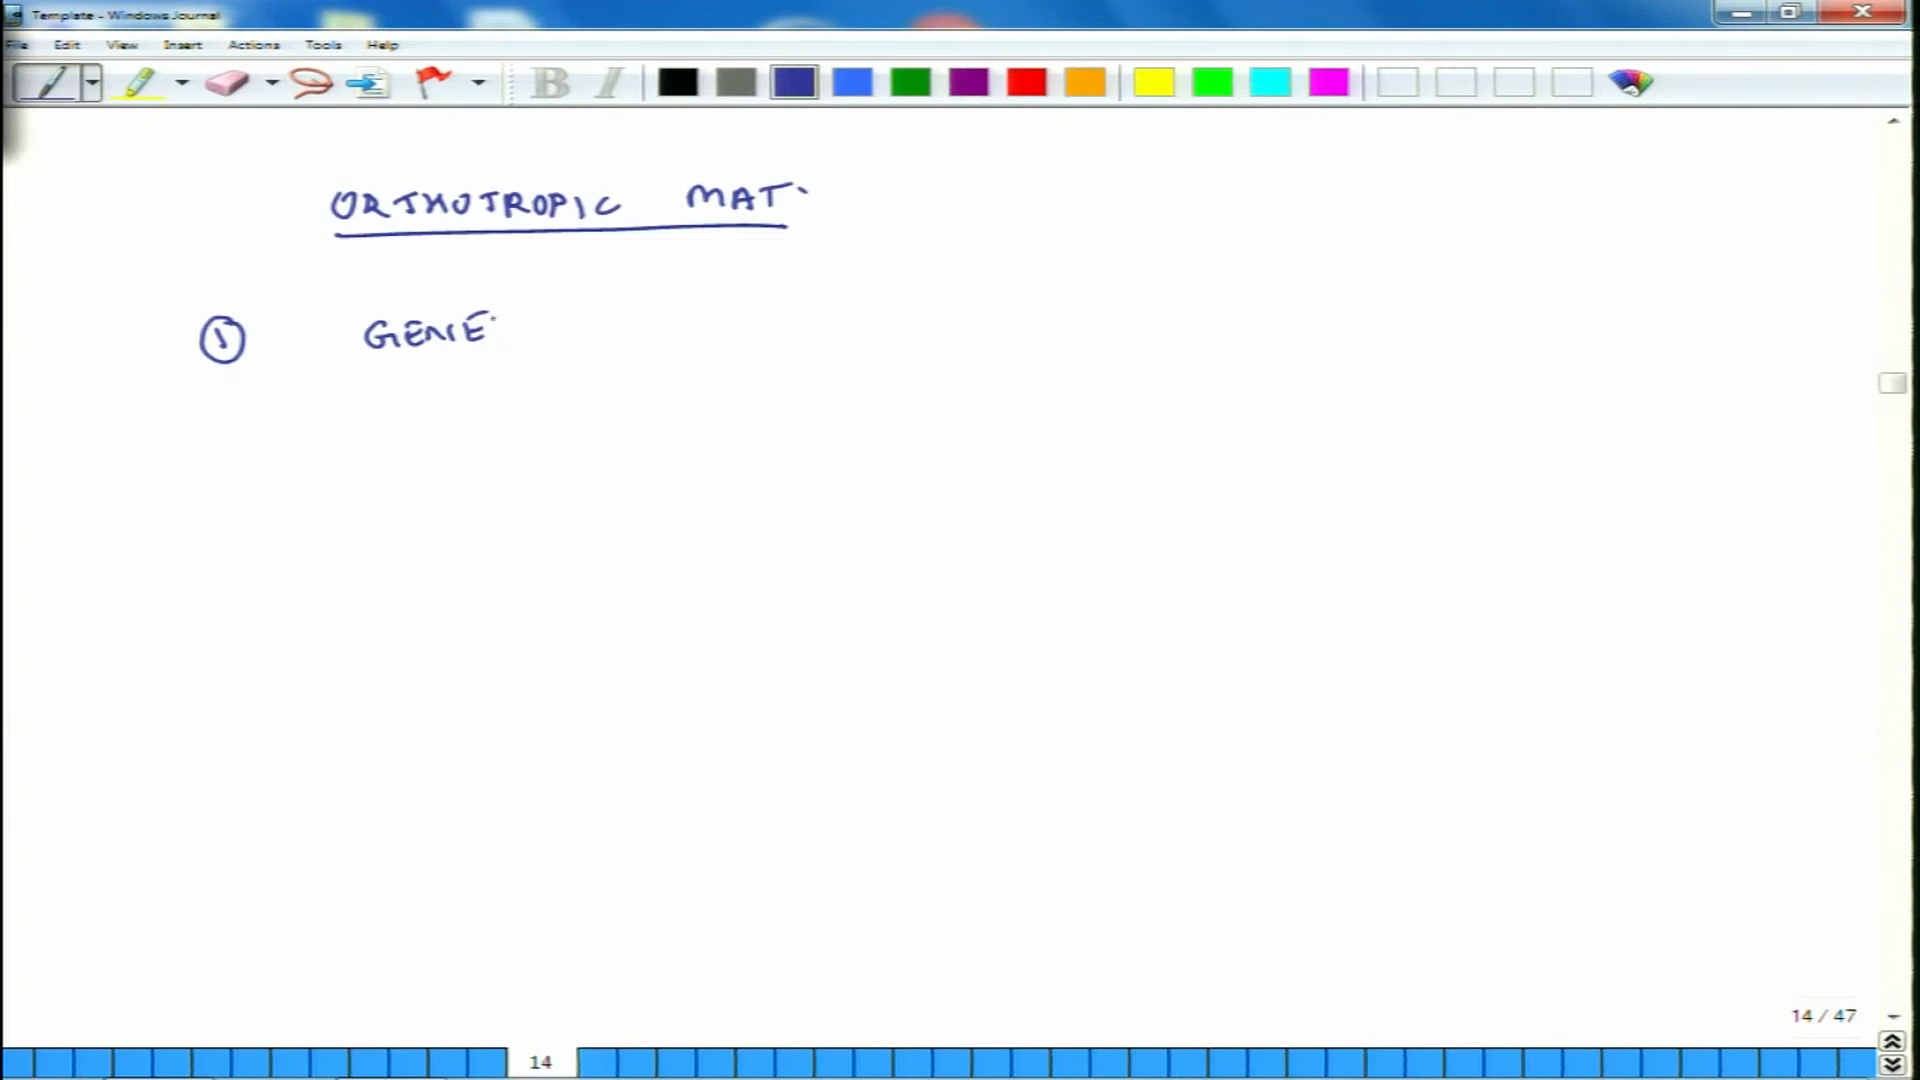 Template - Windows Journal
File Edit View Insert Actions Tools Help
B I
ORTHOTROPIC MAT.
① GENE
14 / 47
14